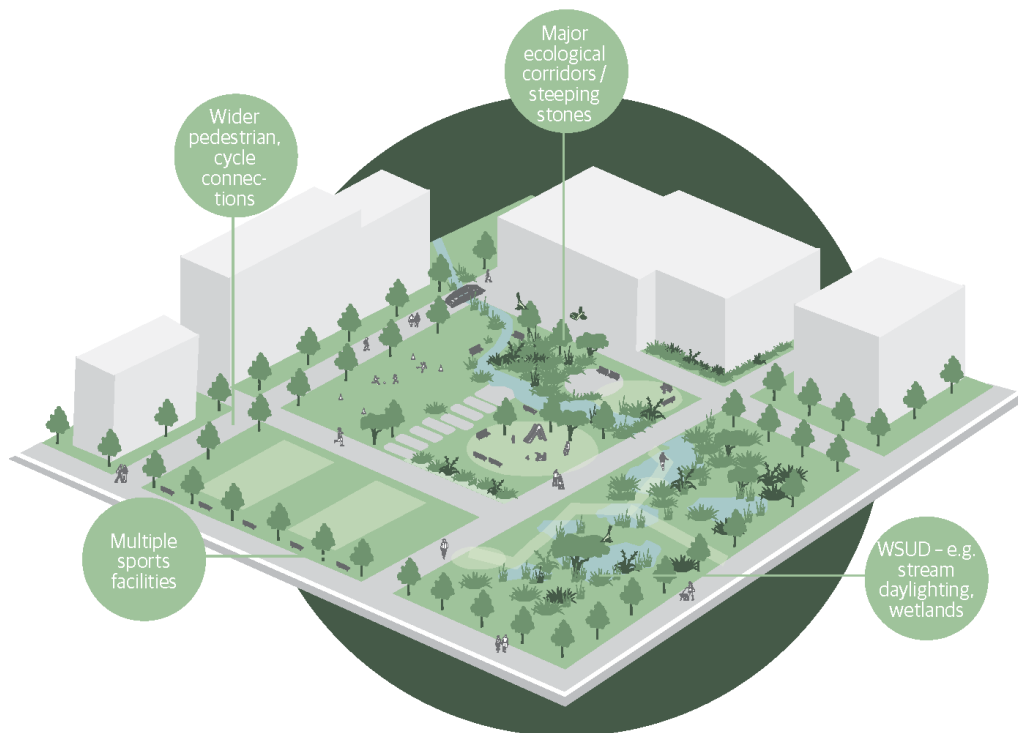 Major
ecological
corridors /
steeping
stones
Wider
pedestrian,
cycle
connec-
tions
Multiple
sports
facilities
WSUD – e.g.
stream
daylighting,
wetlands